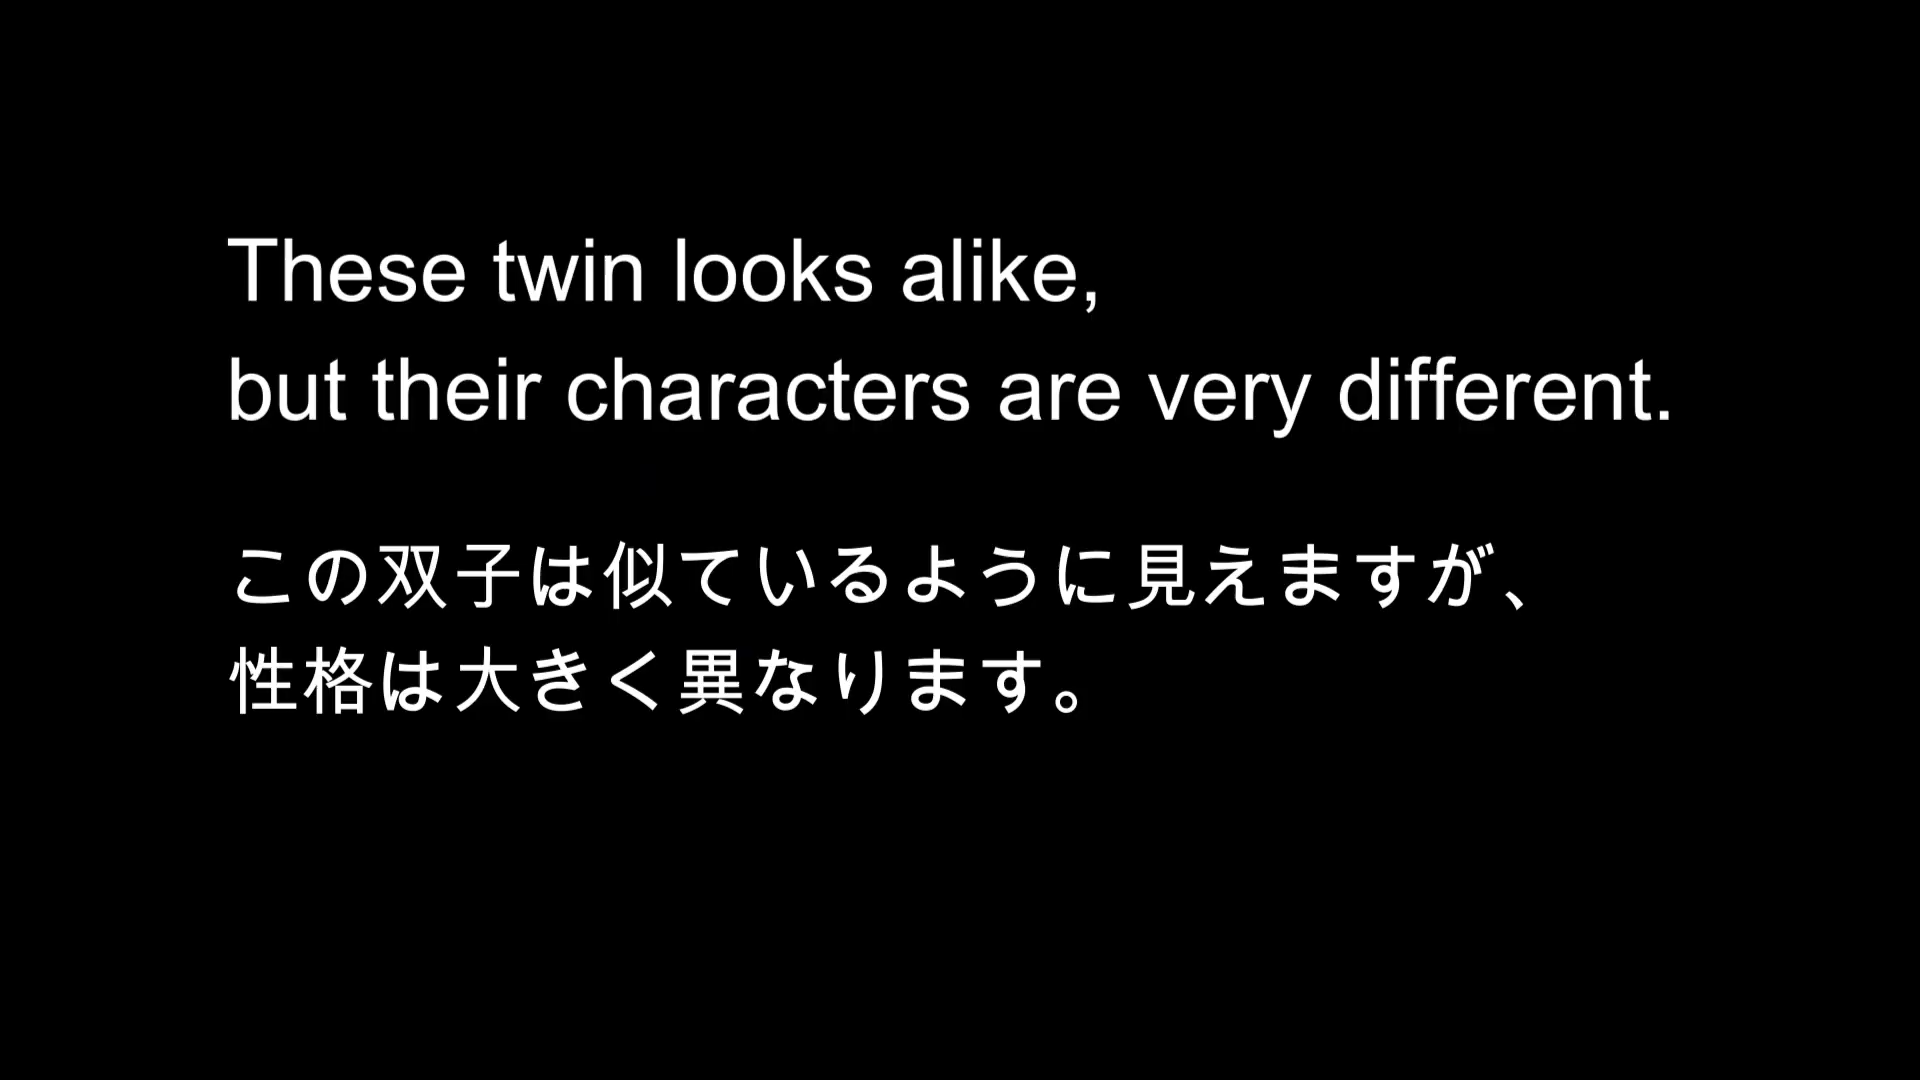 These twin looks alike,
but their characters are very different.
この双子は似ているように見えますが、
性格は大きく異なります。